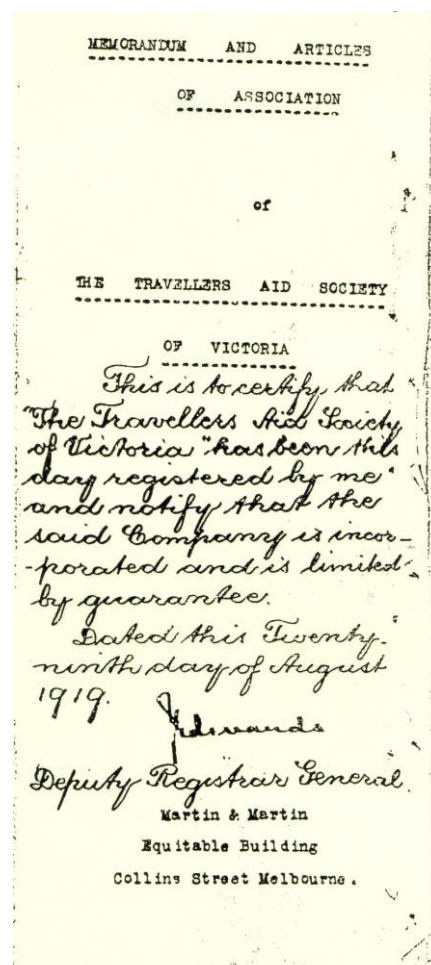 MEMORANDUM AND ARTICLES
OF ASSOCIATION
of
THE TRAVELLERS AID SOCIETY
OF VICTORIA
This is to certify that
"The Travellers Aid Society
of Victoria" has been this
day registered by me
and notify that the
said Company is incor-
-porated and is limited
by guarantee.
Dated this Twenty-
ninth day of August
1919.
Deputy Registrar General.
Martin & Martin
Equitable Building
Collins Street Melbourne.